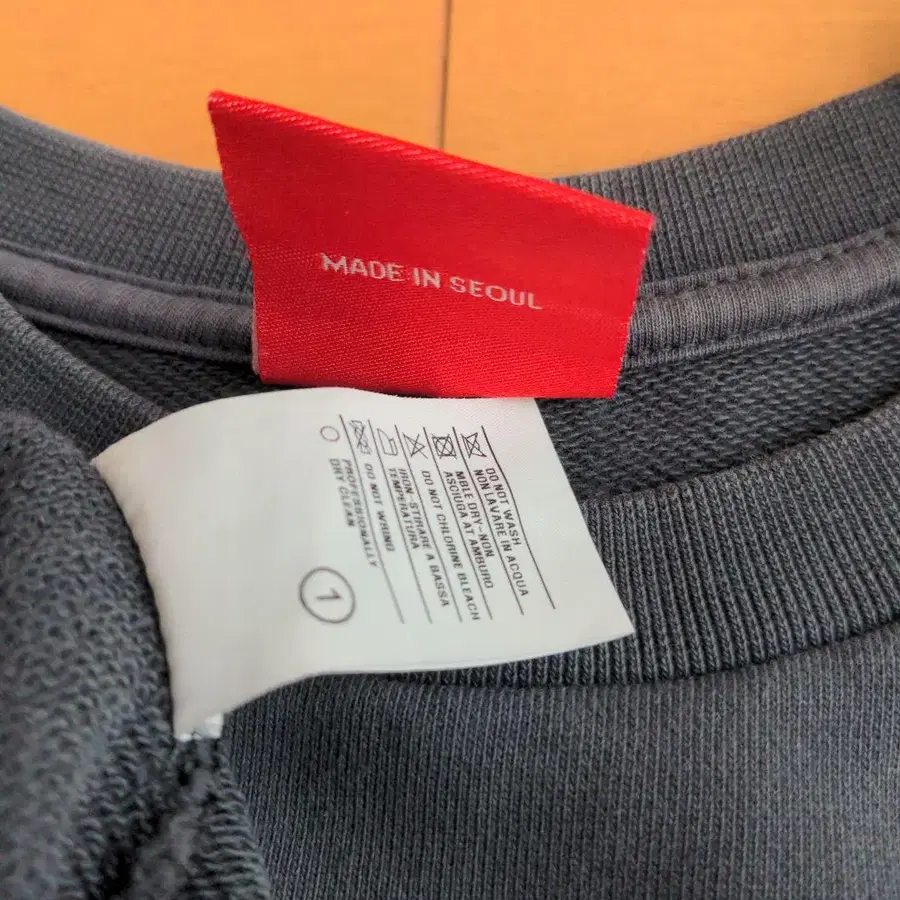 MADE IN SEOUL
DO NOT WASH
NON LAVARE IN ACQUA
MBLE DRY-NON
ASCIUGA AT AMBURO
DO NOT CHLORINE BLEACH
IRON-STIRARE A BASSA
TEMPERATURA
DO NOT WRING
PROFESSIONALLY
DRY CLEAN
1